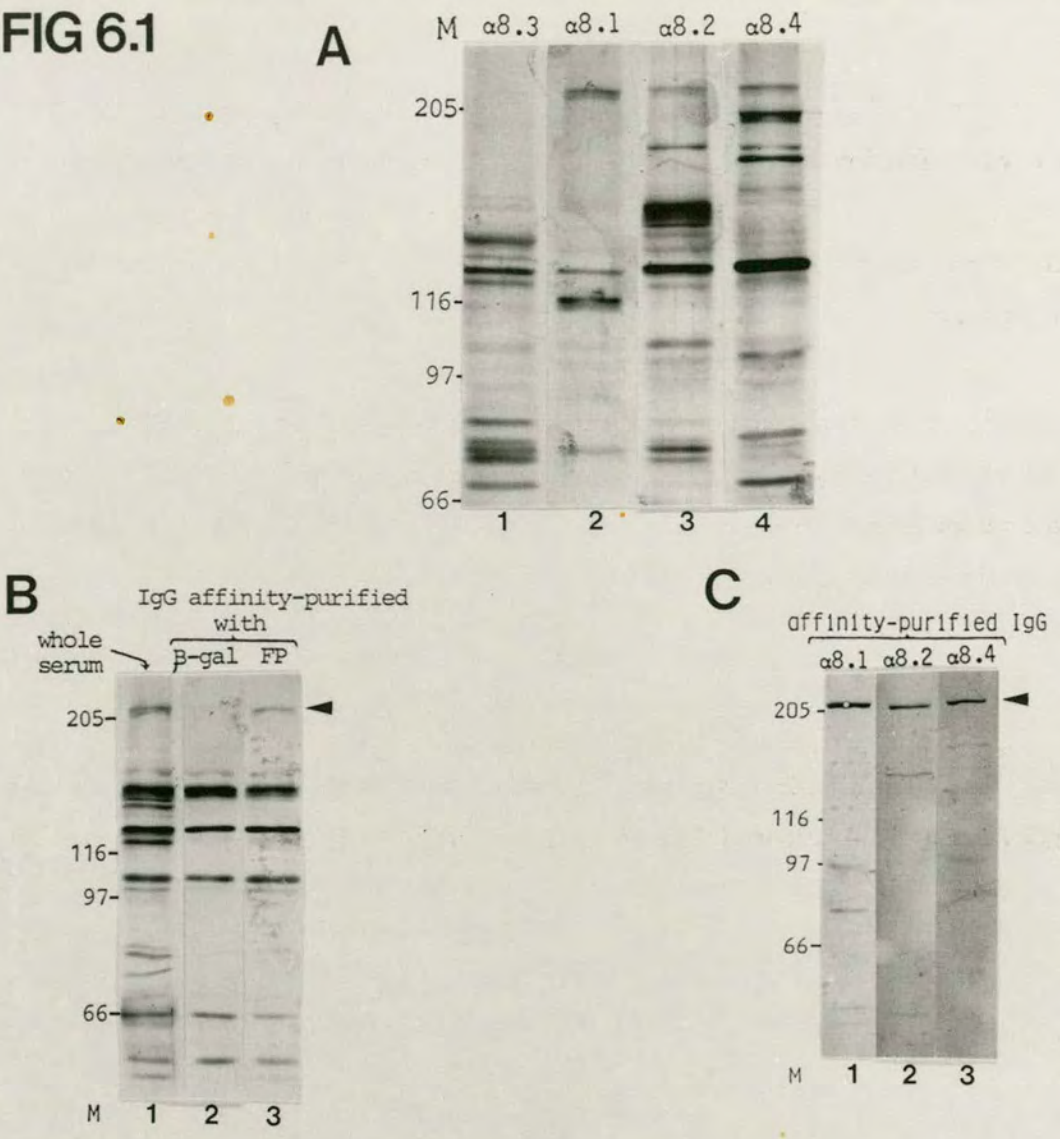 FIG 6.1
A
M α8.3 α8.1 α8.2 α8.4
205-
116-
97-
66-
1 2 3 4
B
IgG affinity-purified
with
whole
serum
β-gal FP
205-
116-
97-
66-
M 1 2 3
C
affinity-purified IgG
α8.1 α8.2 α8.4
205-
116-
97-
66-
M 1 2 3